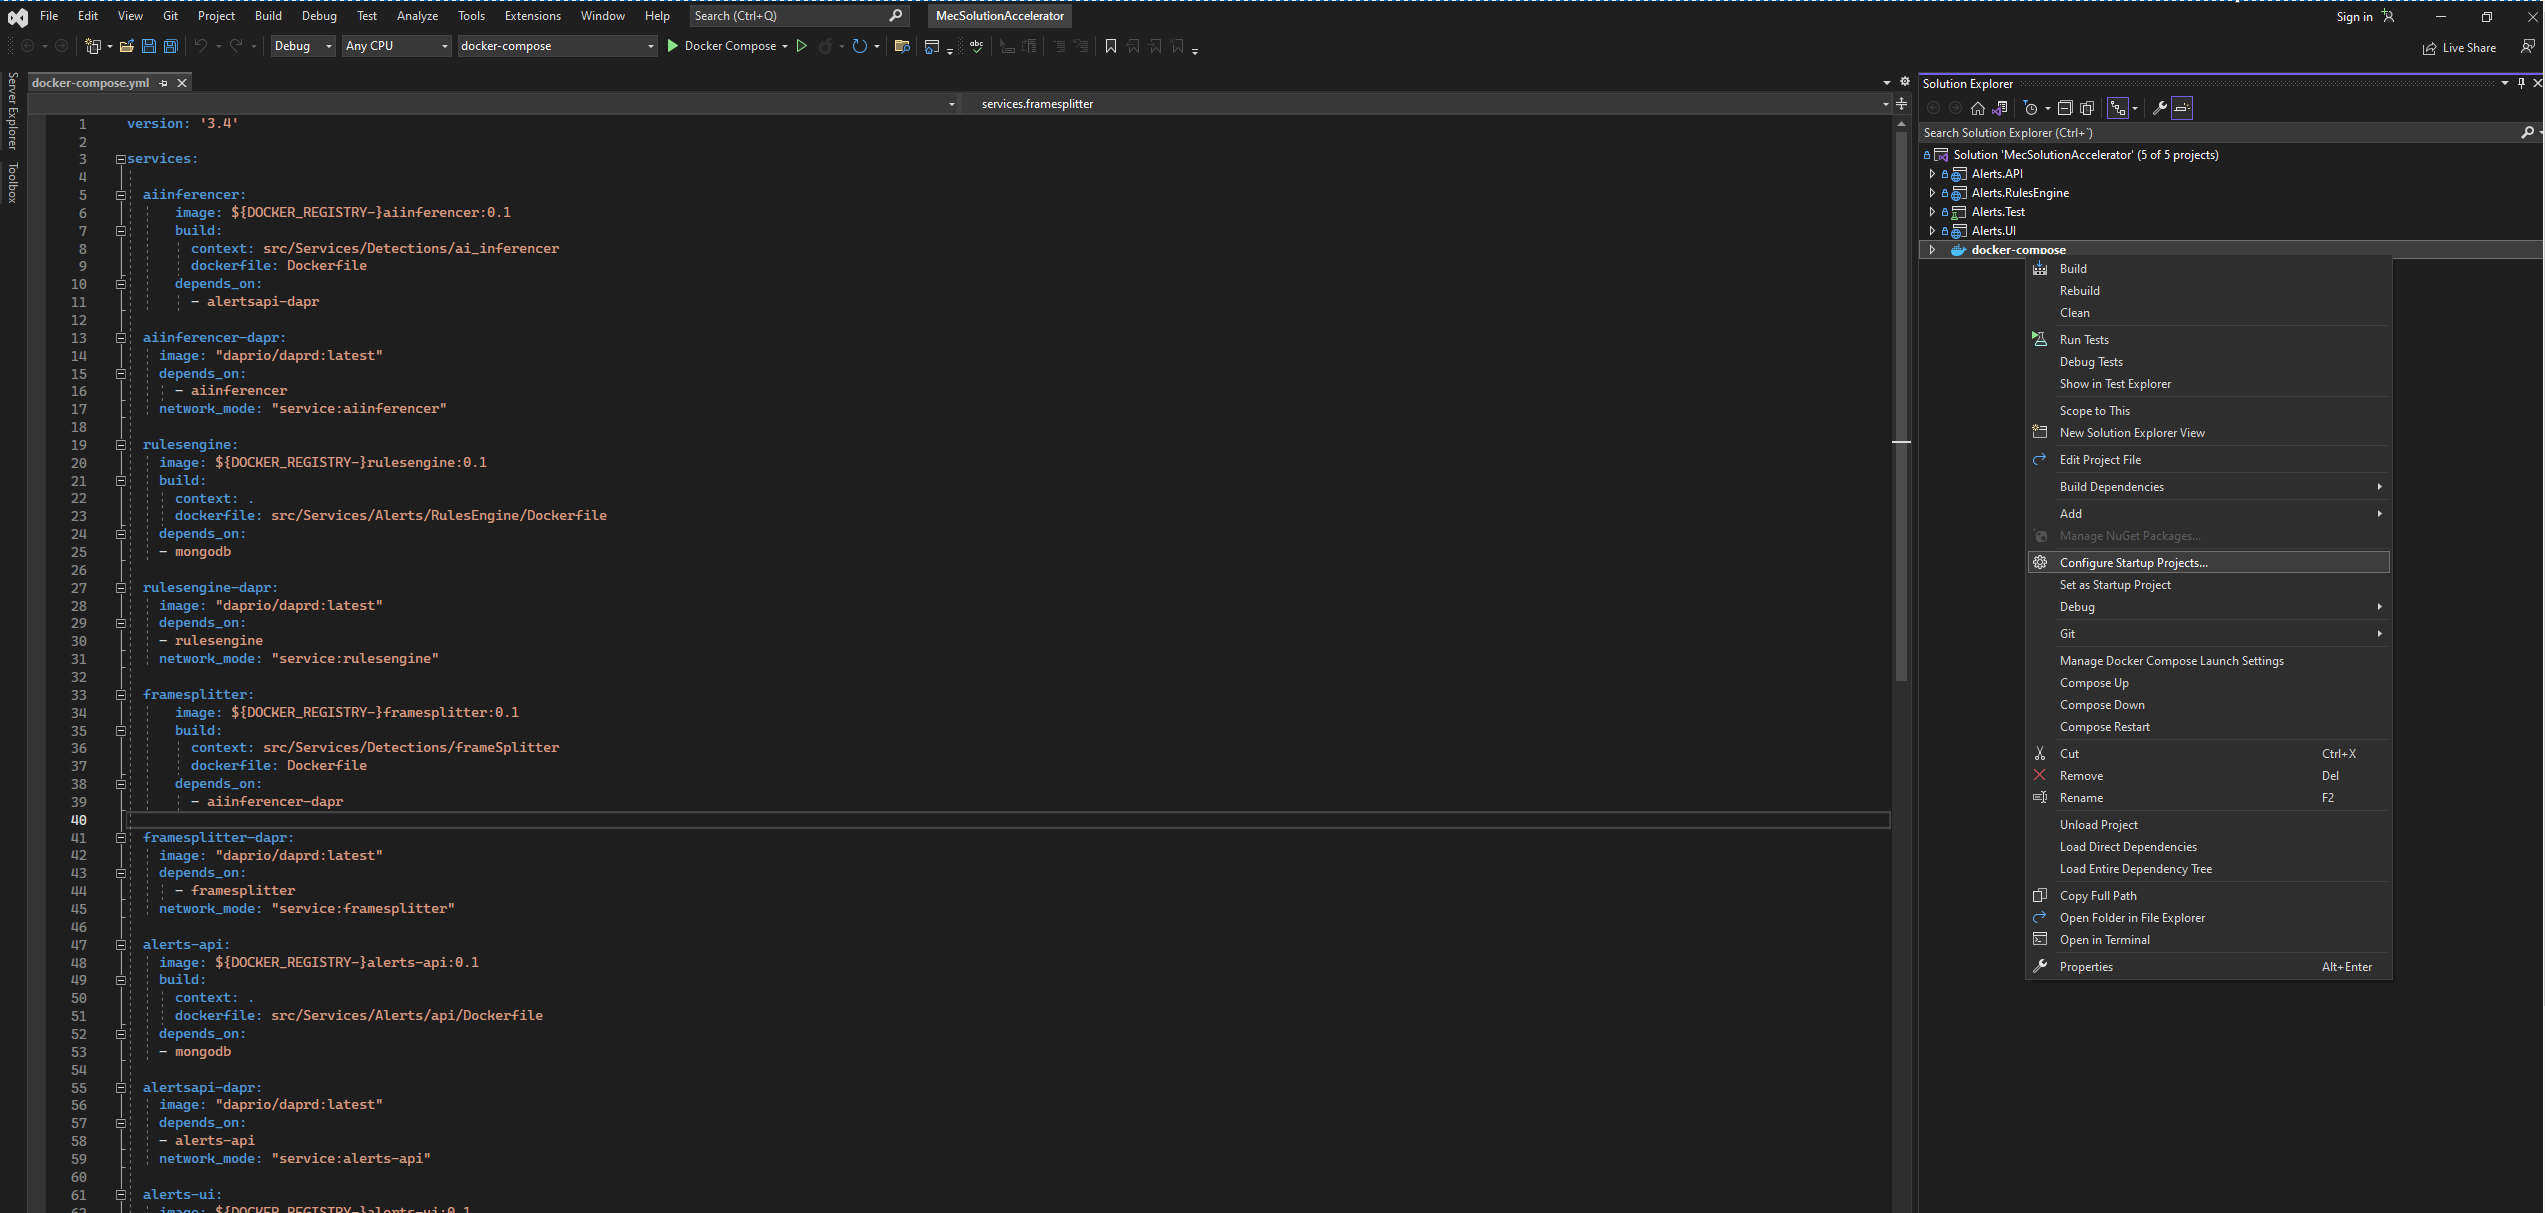 File Edit View Git Project Build Debug Test Analyze Tools Extensions Window Help Search (Ctrl+Q) MecSolutionAccelerator Sign in
Debug Any CPU docker-compose Docker Compose Live Share
Server Explorer
Toolbox
docker-compose.yml
services.framesplitter
1 version: '3.4'
2
3 services:
4
5 aiinferencer:
6 image: ${DOCKER_REGISTRY-}aiinferencer:0.1
7 build:
8 context: src/Services/Detections/ai_inferencer
9 dockerfile: Dockerfile
10 depends_on:
11 - alertsapi-dapr
12
13 aiinferencer-dapr:
14 image: "daprio/daprd:latest"
15 depends_on:
16 - aiinferencer
17 network_mode: "service:aiinferencer"
18
19 rulesengine:
20 image: ${DOCKER_REGISTRY-}rulesengine:0.1
21 build:
22 context: .
23 dockerfile: src/Services/Alerts/RulesEngine/Dockerfile
24 depends_on:
25 - mongodb
26
27 rulesengine-dapr:
28 image: "daprio/daprd:latest"
29 depends_on:
30 - rulesengine
31 network_mode: "service:rulesengine"
32
33 framesplitter:
34 image: ${DOCKER_REGISTRY-}framesplitter:0.1
35 build:
36 context: src/Services/Detections/frameSplitter
37 dockerfile: Dockerfile
38 depends_on:
39 - aiinferencer-dapr
40
41 framesplitter-dapr:
42 image: "daprio/daprd:latest"
43 depends_on:
44 - framesplitter
45 network_mode: "service:framesplitter"
46
47 alerts-api:
48 image: ${DOCKER_REGISTRY-}alerts-api:0.1
49 build:
50 context: .
51 dockerfile: src/Services/Alerts/api/Dockerfile
52 depends_on:
53 - mongodb
54
55 alertsapi-dapr:
56 image: "daprio/daprd:latest"
57 depends_on:
58 - alerts-api
59 network_mode: "service:alerts-api"
60
61 alerts-ui:
62 image: ${DOCKER_REGISTRY-}alerts-ui:0.1
Solution Explorer
Search Solution Explorer (Ctrl+`)
Solution 'MecSolutionAccelerator' (5 of 5 projects)
Alerts.API
Alerts.RulesEngine
Alerts.Test
Alerts.UI
docker-compose
Build
Rebuild
Clean
Run Tests
Debug Tests
Show in Test Explorer
Scope to This
New Solution Explorer View
Edit Project File
Build Dependencies
Add
Manage NuGet Packages...
Configure Startup Projects...
Set as Startup Project
Debug
Git
Manage Docker Compose Launch Settings
Compose Up
Compose Down
Compose Restart
Cut Ctrl+X
Remove Del
Rename F2
Unload Project
Load Direct Dependencies
Load Entire Dependency Tree
Copy Full Path
Open Folder in File Explorer
Open in Terminal
Properties Alt+Enter